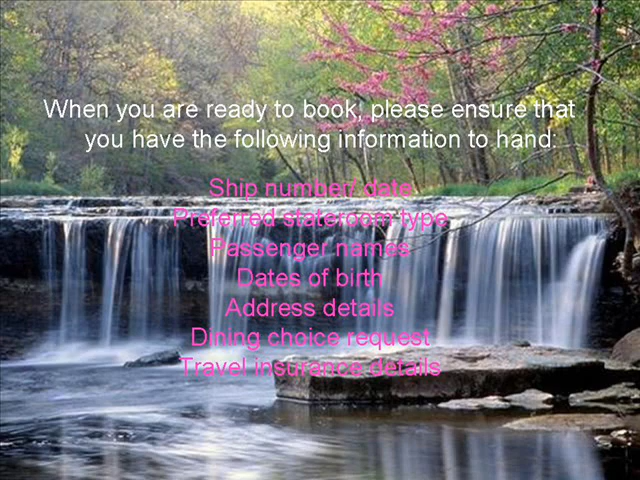 When you are ready to book, please ensure that
you have the following information to hand:
Ship number/ date
Preferred stateroom type
Passenger names
Dates of birth
Address details
Dining choice request
Travel insurance details